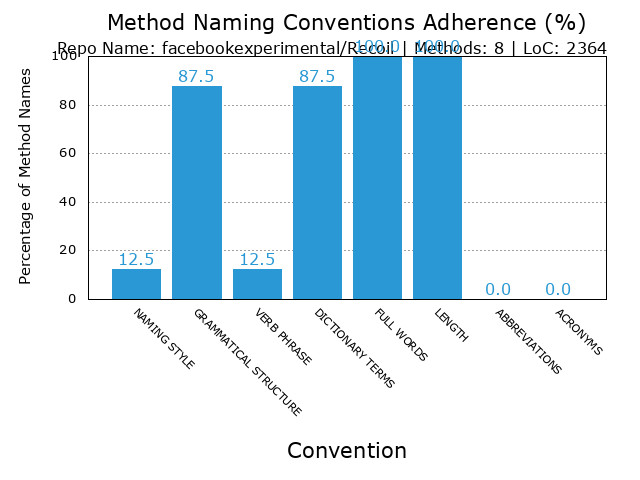 Method Naming Conventions Adherence (%)
Repo Name: facebookexperimental/Recoil | Methods: 8 | LoC: 2364
100.0 100.0
100
87.5 87.5
80
60
40
20
12.5 12.5
0.0 0.0
0
Percentage of Method Names
NAMING STYLE
GRAMMATICAL STRUCTURE
VERB PHRASE
DICTIONARY TERMS
FULL WORDS
LENGTH
ABBREVIATIONS
ACRONYMS
Convention